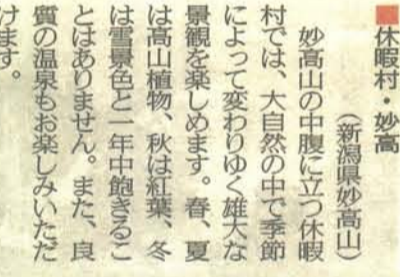 ■休暇村・妙高
(新潟県妙高山)
妙高山の中腹に立つ休暇
村では、大自然の中で季節
によって変わりゆく雄大な
景観を楽しめます。春、夏
は高山植物、秋は紅葉、冬
は雪景色と一年中飽きるこ
とはありません。また、良
質の温泉もお楽しみいただ
けます。